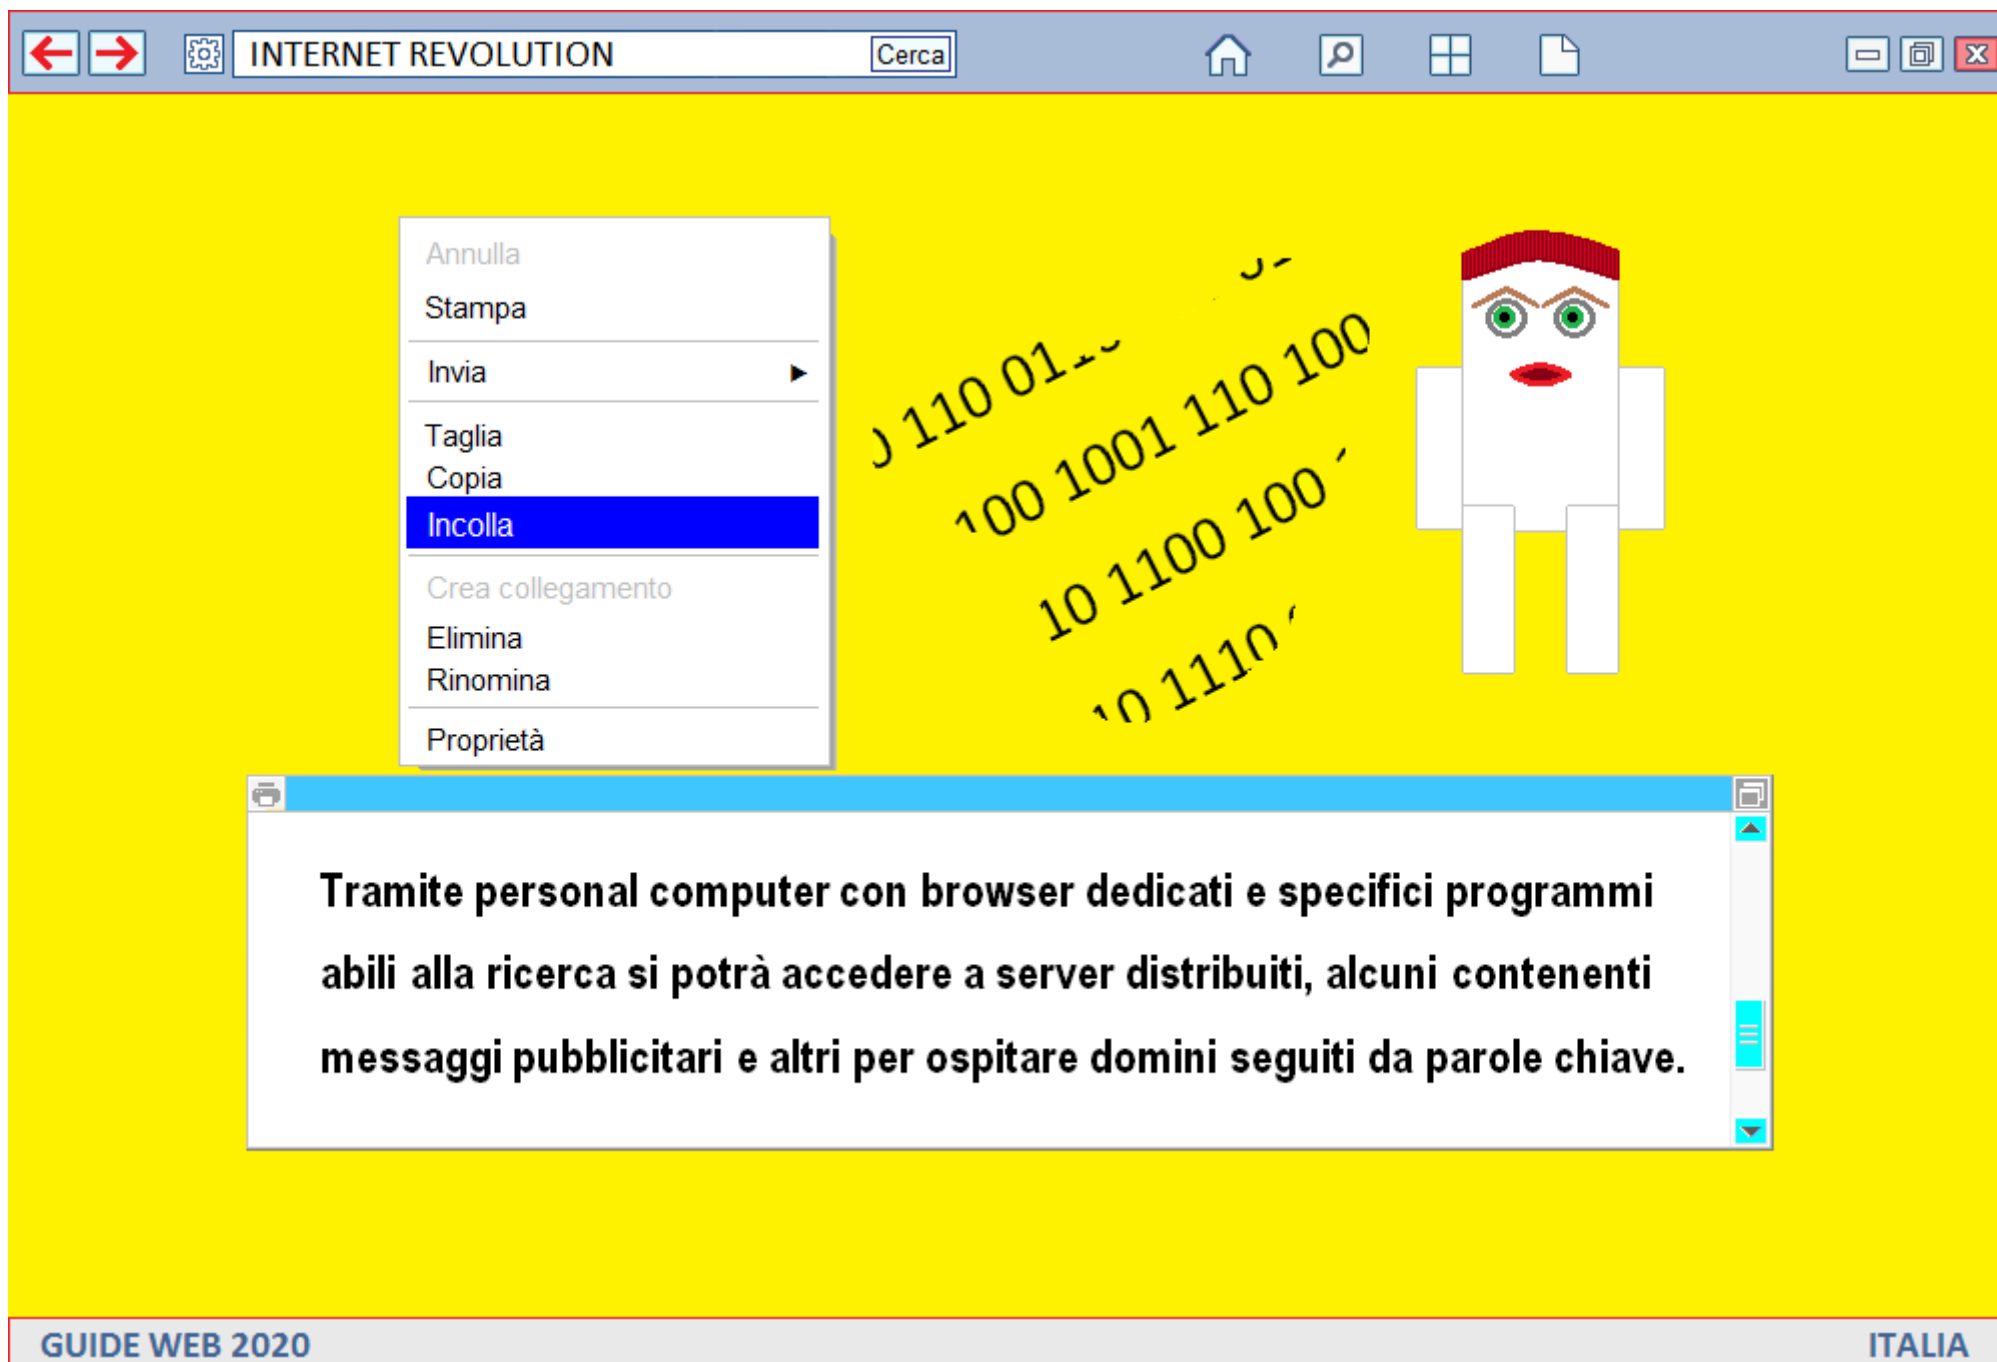 INTERNET REVOLUTION
Cerca
Annulla
Stampa
Invia
Taglia
Copia
Incolla
Crea collegamento
Elimina
Rinomina
Proprietà
110
100 1001 110 100
10 1100 100
10 1110
Tramite personal computer con browser dedicati e specifici programmi
abili alla ricerca si potrà accedere a server distribuiti, alcuni contenenti
messaggi pubblicitari e altri per ospitare domini seguiti da parole chiave.
GUIDE WEB 2020
ITALIA